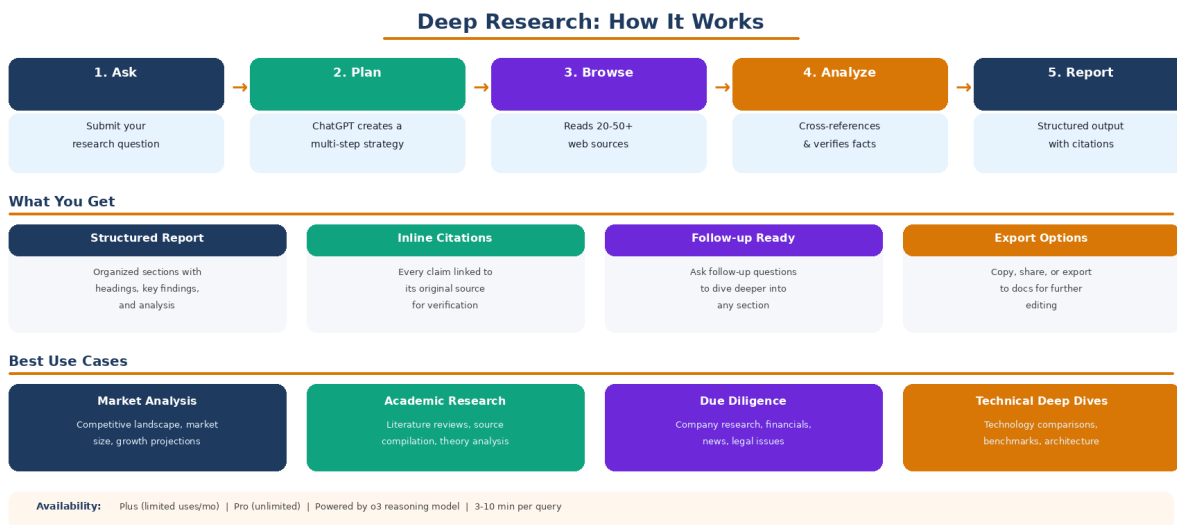 Deep Research: How It Works
1. Ask
→
2. Plan
→
3. Browse
→
4. Analyze
→
5. Report
Submit your
research question
ChatGPT creates a
multi-step strategy
Reads 20-50+
web sources
Cross-references
& verifies facts
Structured output
with citations
What You Get
Structured Report
Organized sections with
headings, key findings,
and analysis
Inline Citations
Every claim linked to
its original source
for verification
Follow-up Ready
Ask follow-up questions
to dive deeper into
any section
Export Options
Copy, share, or export
to docs for further
editing
Best Use Cases
Market Analysis
Competitive landscape, market
size, growth projections
Academic Research
Literature reviews, source
compilation, theory analysis
Due Diligence
Company research, financials,
news, legal issues
Technical Deep Dives
Technology comparisons,
benchmarks, architecture
Availability: Plus (limited uses/mo) | Pro (unlimited) | Powered by o3 reasoning model | 3-10 min per query